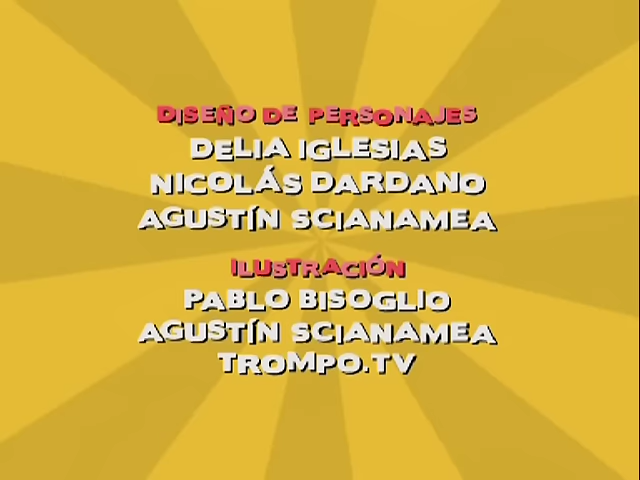 DISEÑO DE PERSONAJES
DELIA IGLESIAS
NICOLÁS DARDANO
AGUSTÍN SCIANAMEA
ILUSTRACIÓN
PABLO BISOGLIO
AGUSTÍN SCIANAMEA
TROMPO.TV